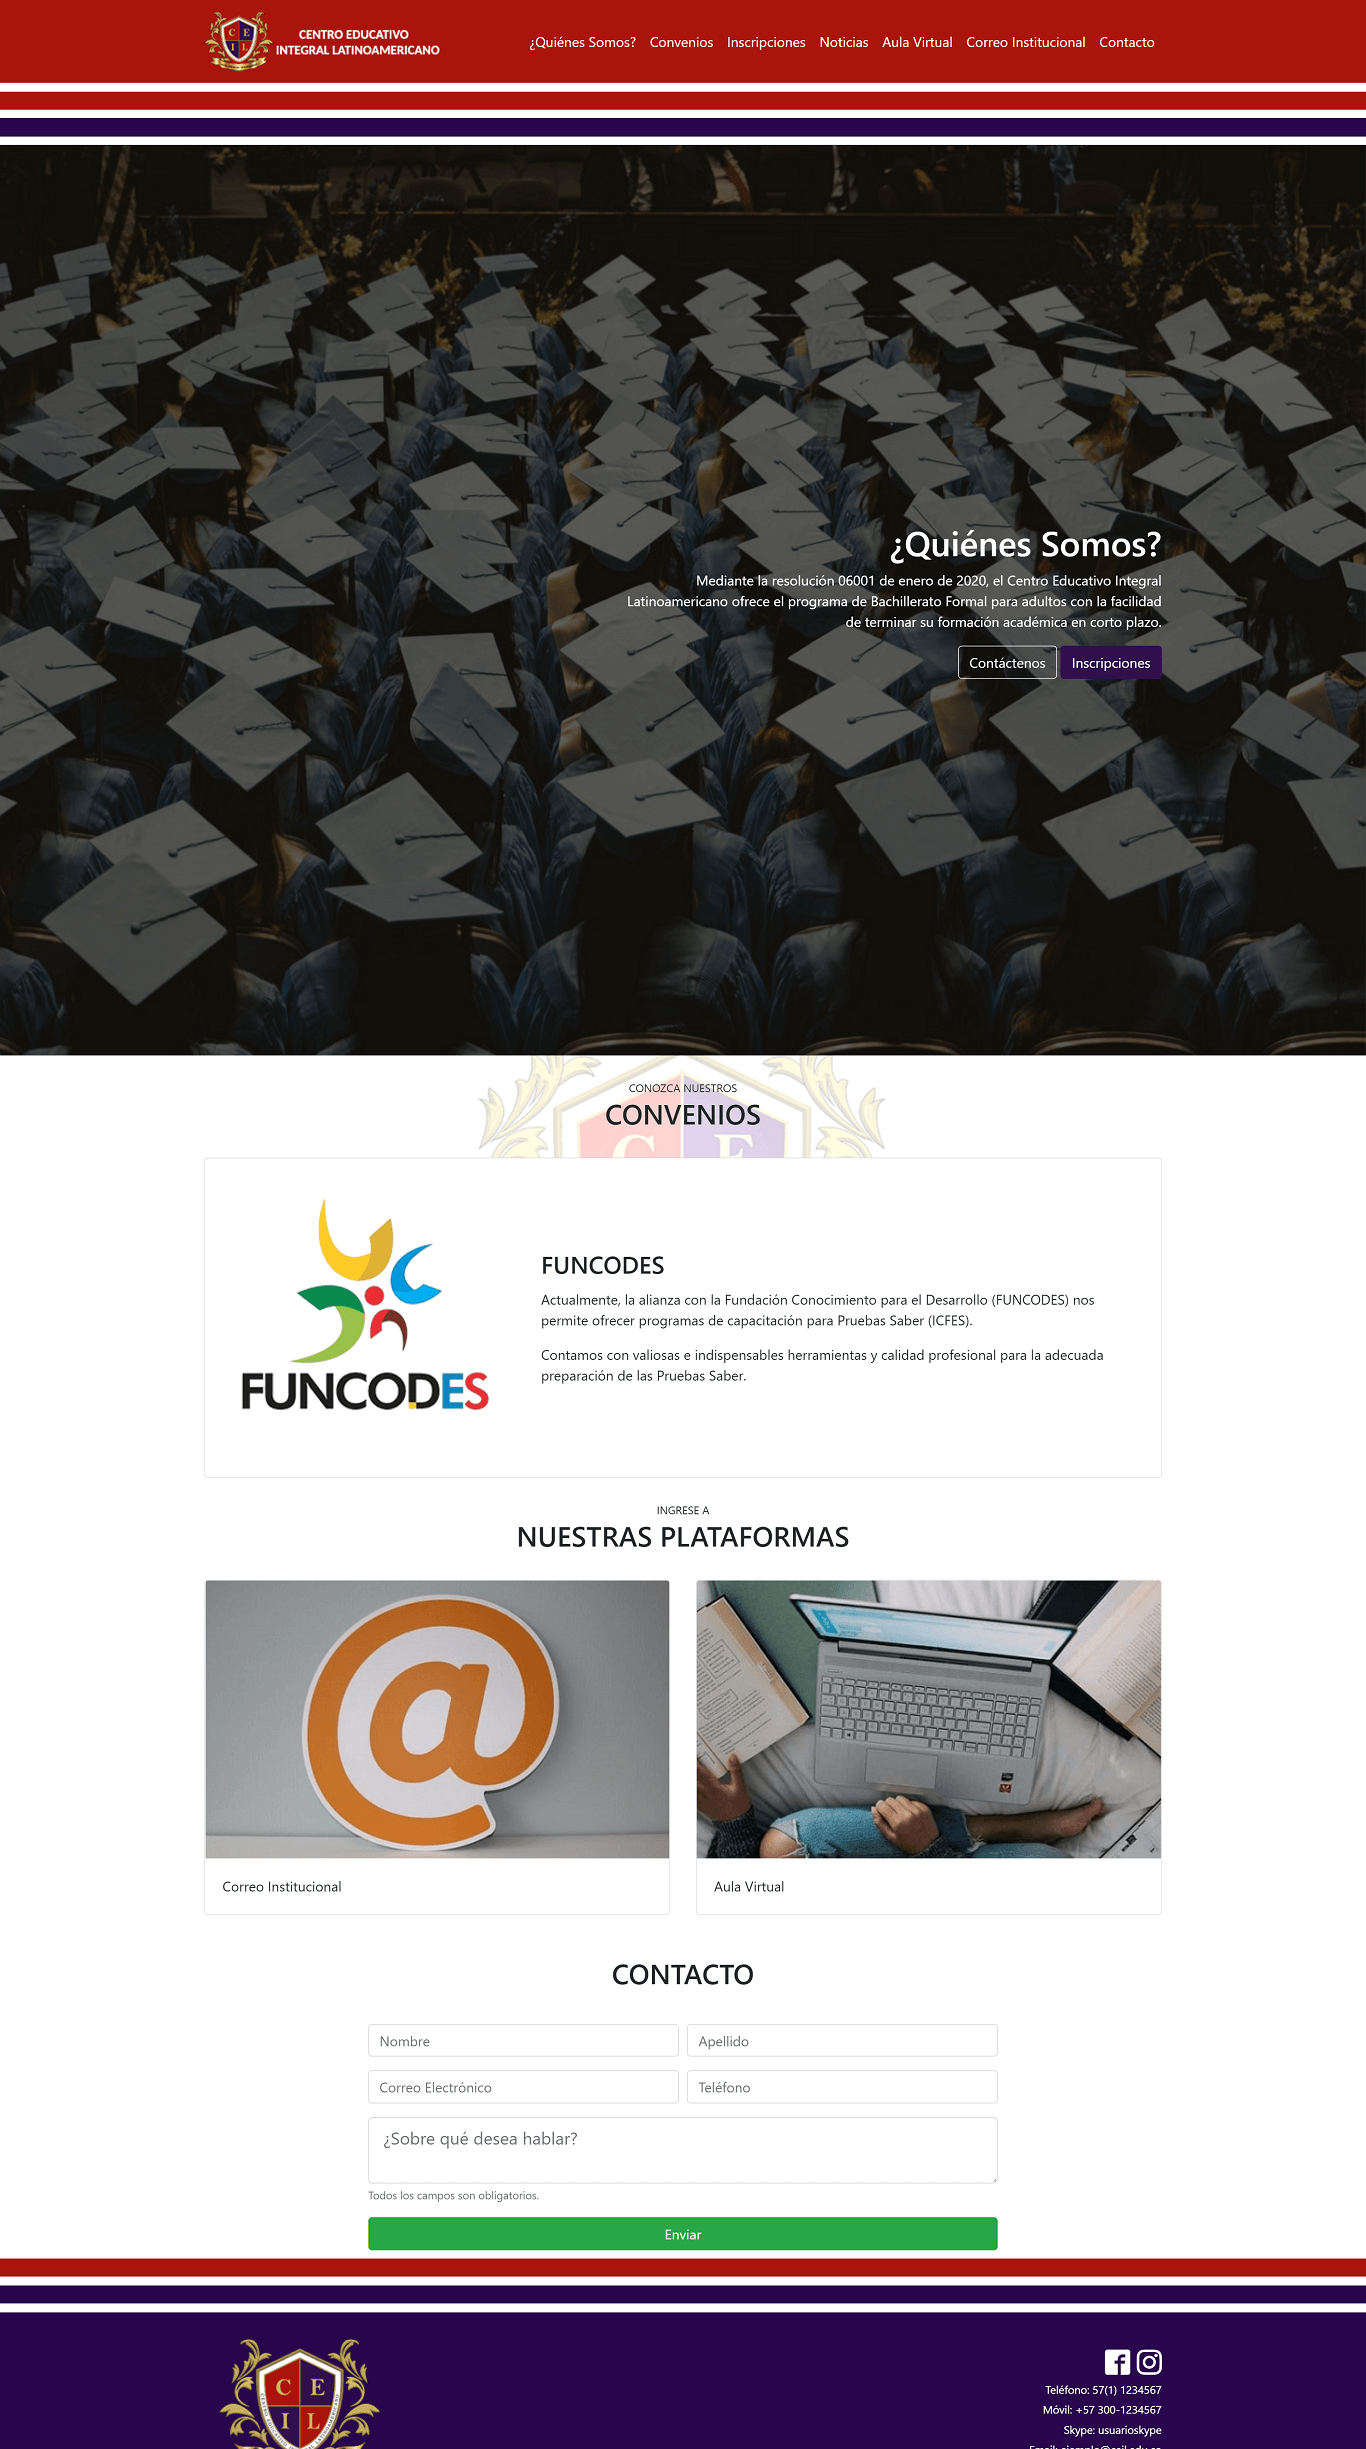 C E
I L
CENTRO EDUCATIVO
INTEGRAL LATINOAMERICANO
¿Quiénes Somos? Convenios Inscripciones Noticias Aula Virtual Correo Institucional Contacto
¿Quiénes Somos?
Mediante la resolución 06001 de enero de 2020, el Centro Educativo Integral
Latinoamericano ofrece el programa de Bachillerato Formal para adultos con la facilidad
de terminar su formación académica en corto plazo.
Contáctenos Inscripciones
CONOZCA NUESTROS
CONVENIOS
C E
FUNCODES
FUNCODES
Actualmente, la alianza con la Fundación Conocimiento para el Desarrollo (FUNCODES) nos
permite ofrecer programas de capacitación para Pruebas Saber (ICFES).
Contamos con valiosas e indispensables herramientas y calidad profesional para la adecuada
preparación de las Pruebas Saber.
INGRESE A
NUESTRAS PLATAFORMAS
@
Correo Institucional
Aula Virtual
CONTACTO
Nombre Apellido
Correo Electrónico Teléfono
¿Sobre qué desea hablar?
Todos los campos son obligatorios.
Enviar
C E
I L
Teléfono: 57(1) 1234567
Móvil: +57 300-1234567
Skype: usuarioskype